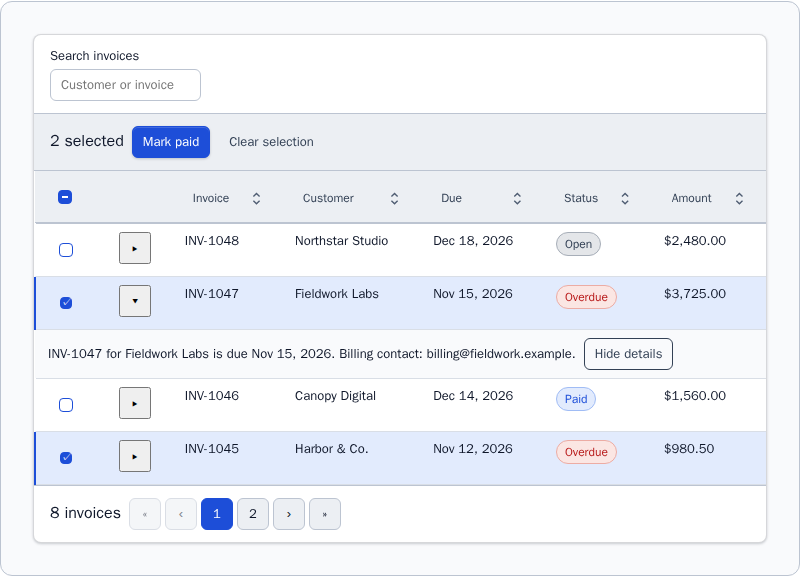 Search invoices
Customer or invoice
2 selected Mark paid Clear selection
Invoice Customer Due Status Amount
INV-1048 Northstar Studio Dec 18, 2026 Open $2,480.00
INV-1047 Fieldwork Labs Nov 15, 2026 Overdue $3,725.00
INV-1047 for Fieldwork Labs is due Nov 15, 2026. Billing contact: billing@fieldwork.example. Hide details
INV-1046 Canopy Digital Dec 14, 2026 Paid $1,560.00
INV-1045 Harbor & Co. Nov 12, 2026 Overdue $980.50
8 invoices « ‹ 1 2 › »